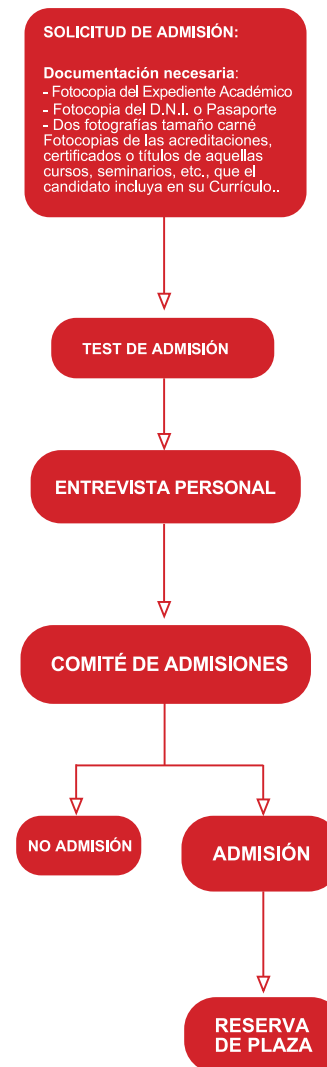 SOLICITUD DE ADMISIÓN:
Documentación necesaria:
- Fotocopia del Expediente Académico
- Fotocopia del D.N.I. o Pasaporte
- Dos fotografías tamaño carné
Fotocopias de las acreditaciones,
certificados o títulos de aquellas
cursos, seminarios, etc., que el
candidato incluya en su Currículo..
TEST DE ADMISIÓN
ENTREVISTA PERSONAL
COMITÉ DE ADMISIONES
NO ADMISIÓN
ADMISIÓN
RESERVA
DE PLAZA